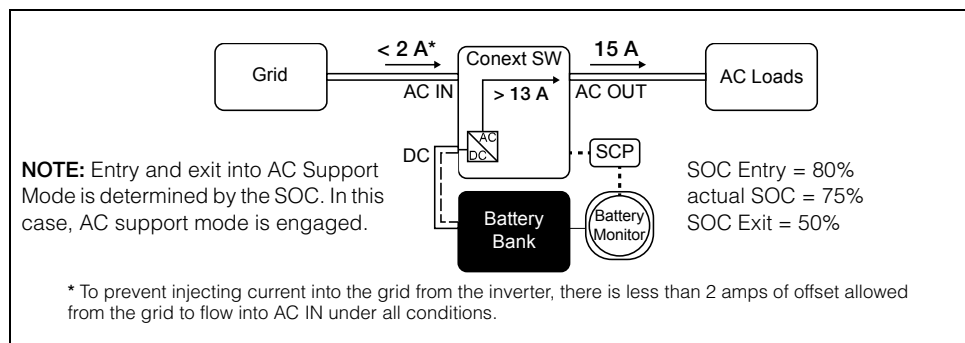 < 2 A*
15 A
Grid
Conext SW
AC Loads
AC IN
> 13 A
AC OUT
AC
DC
DC
SCP
NOTE: Entry and exit into AC Support
Mode is determined by the SOC. In this
case, AC support mode is engaged.
Battery
Bank
Battery
Monitor
SOC Entry = 80%
actual SOC = 75%
SOC Exit = 50%
* To prevent injecting current into the grid from the inverter, there is less than 2 amps of offset allowed
from the grid to flow into AC IN under all conditions.